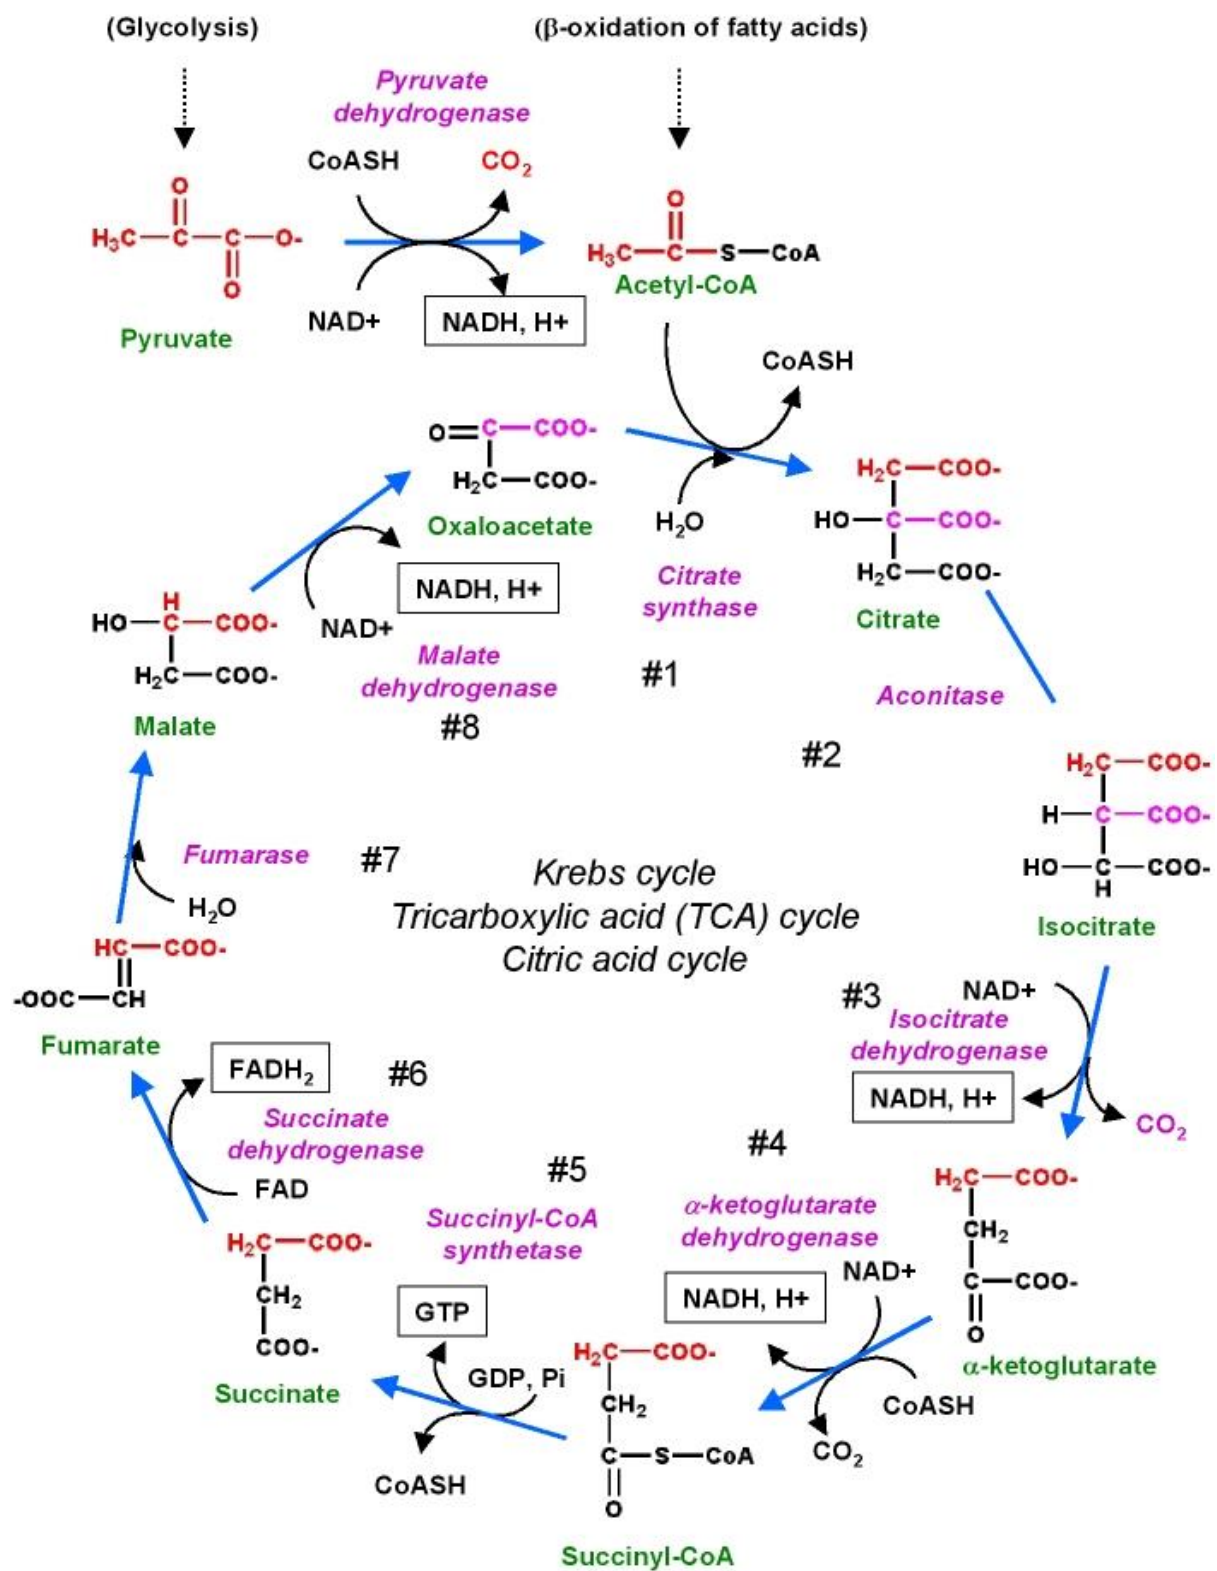 (Glycolysis)
(β-oxidation of fatty acids)
Pyruvate
dehydrogenase
CoASH
CO2
O
H3C—C—C—O-
O
Pyruvate
NAD+
NADH, H+
O
H3C—C—S—CoA
Acetyl-CoA
CoASH
O=C—COO-
H2C—COO-
Oxaloacetate
H2O
Citrate
synthase
#1
H2C—COO-
HO—C—COO-
H2C—COO-
Citrate
Aconitase
#2
H2C—COO-
H—C—COO-
HO—C—COO-
H
Isocitrate
#3
NAD+
Isocitrate
dehydrogenase
NADH, H+
CO2
#4
H2C—COO-
CH2
C—COO-
O
α-ketoglutarate
α-ketoglutarate
dehydrogenase
NAD+
NADH, H+
CoASH
CO2
H2C—COO-
CH2
C—S—CoA
O
Succinyl-CoA
#5
Succinyl-CoA
synthetase
GTP
GDP, Pi
CoASH
H2C—COO-
CH2
COO-
Succinate
#6
FADH2
Succinate
dehydrogenase
FAD
HC—COO-
-OOC—CH
Fumarate
#7
Fumarase
H2O
H
HO—C—COO-
H2C—COO-
Malate
NADH, H+
NAD+
Malate
dehydrogenase
#8
Krebs cycle
Tricarboxylic acid (TCA) cycle
Citric acid cycle